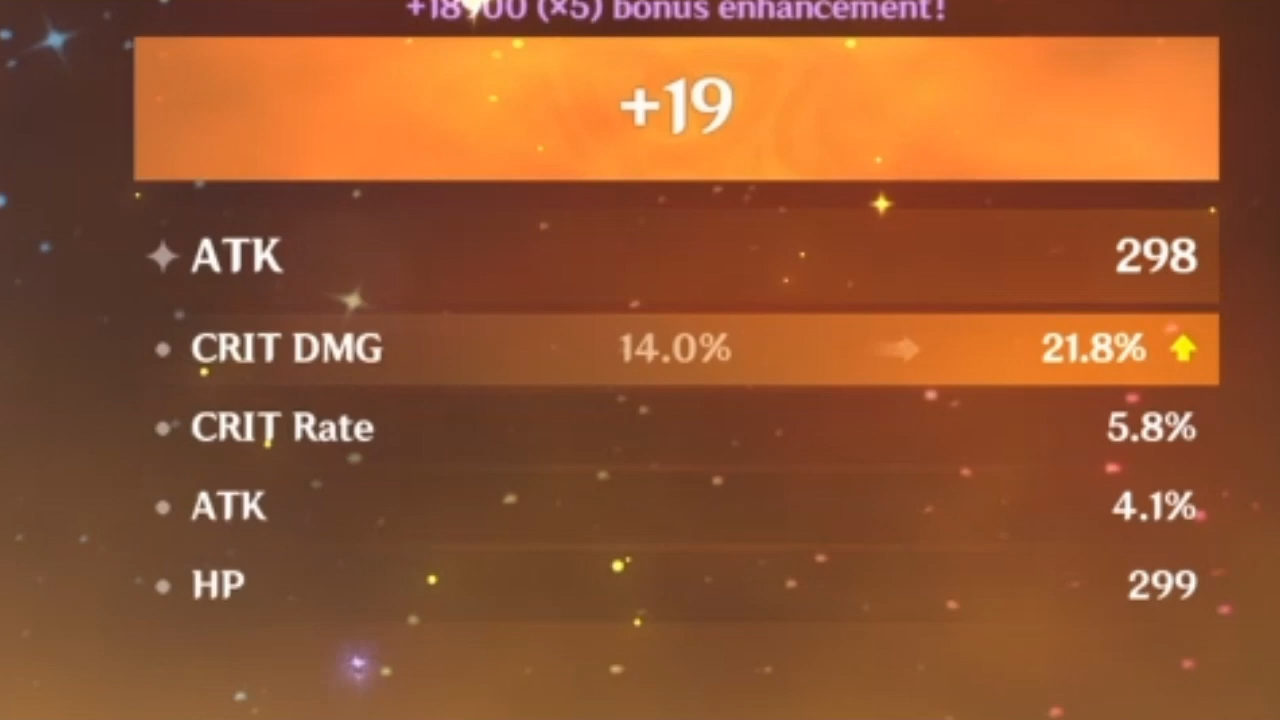 (×5) bonus enhancement!
+19
ATK 298
CRIT DMG 14.0% 21.8%
CRIT Rate 5.8%
ATK 4.1%
HP 299